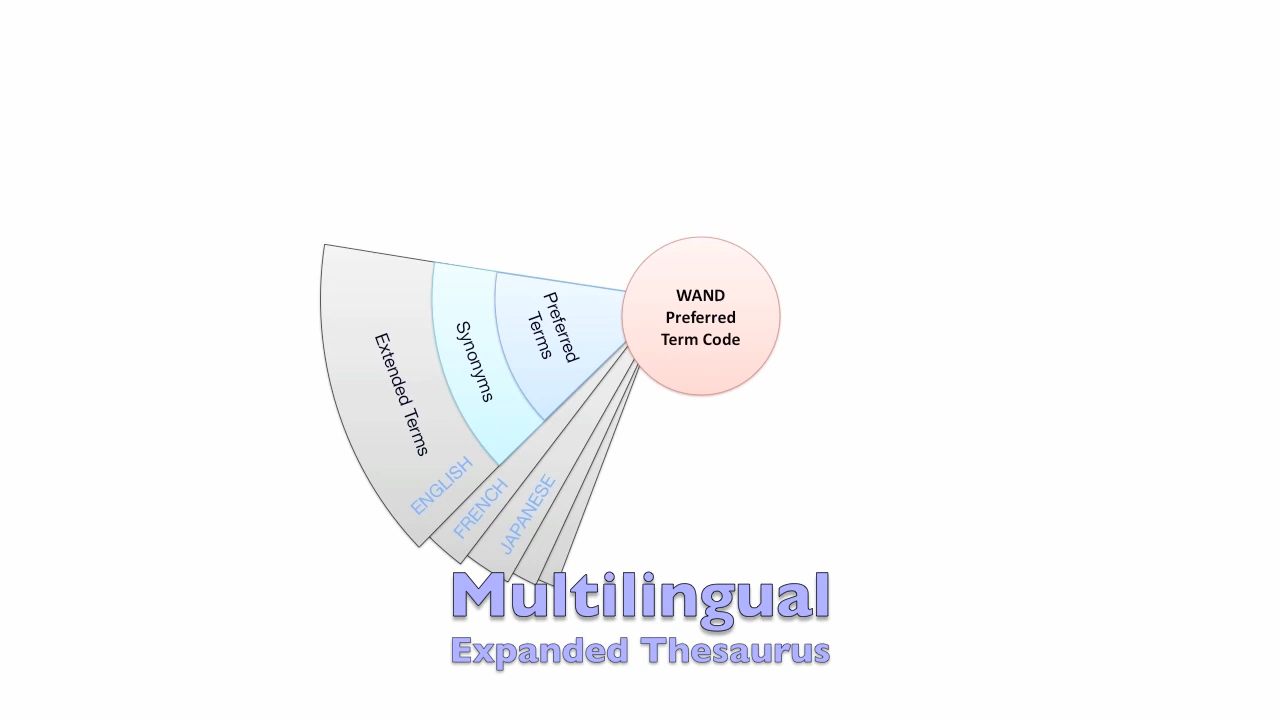 WAND
Preferred
Term Code
Preferred
Terms
Synonyms
Extended Terms
ENGLISH
FRENCH
JAPANESE
Multilingual
Expanded Thesaurus